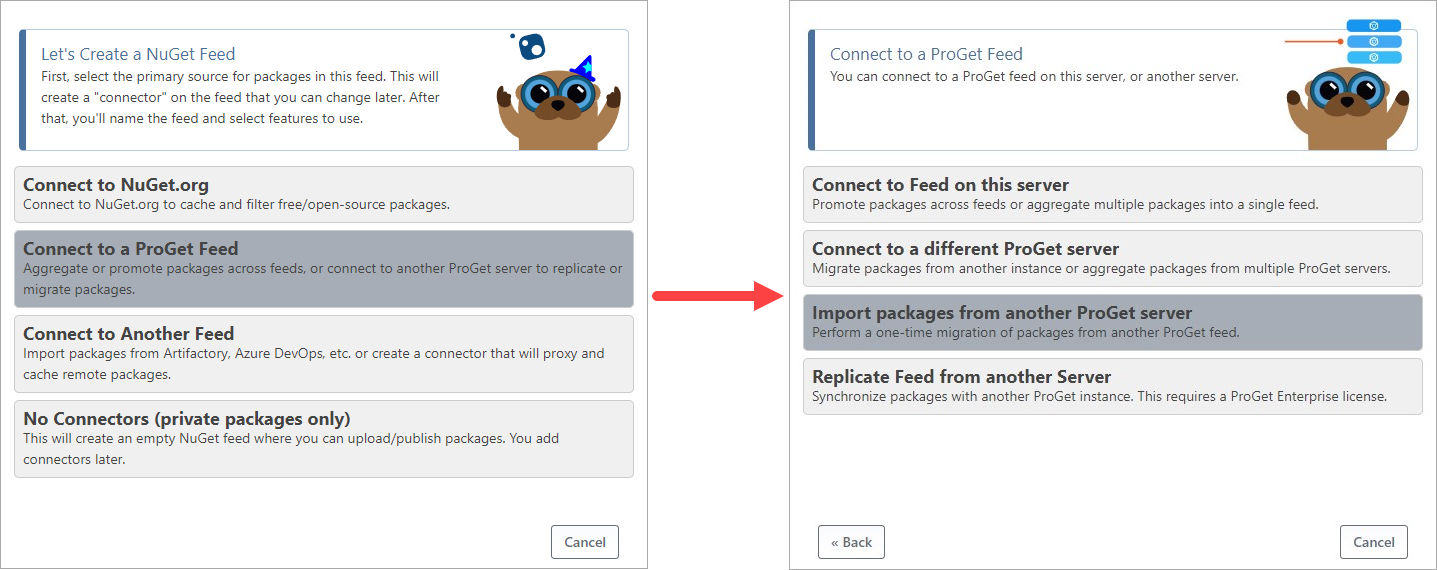 Let's Create a NuGet Feed
First, select the primary source for packages in this feed. This will
create a "connector" on the feed that you can change later. After
that, you'll name the feed and select features to use.
Connect to NuGet.org
Connect to NuGet.org to cache and filter free/open-source packages.
Connect to a ProGet Feed
Aggregate or promote packages across feeds, or connect to another ProGet server to replicate or
migrate packages.
Connect to Another Feed
Import packages from Artifactory, Azure DevOps, etc. or create a connector that will proxy and
cache remote packages.
No Connectors (private packages only)
This will create an empty NuGet feed where you can upload/publish packages. You add
connectors later.
Cancel
Connect to a ProGet Feed
You can connect to a ProGet feed on this server, or another server.
Connect to Feed on this server
Promote packages across feeds or aggregate multiple packages into a single feed.
Connect to a different ProGet server
Migrate packages from another instance or aggregate packages from multiple ProGet servers.
Import packages from another ProGet server
Perform a one-time migration of packages from another ProGet feed.
Replicate Feed from another Server
Synchronize packages with another ProGet instance. This requires a ProGet Enterprise license.
« Back
Cancel